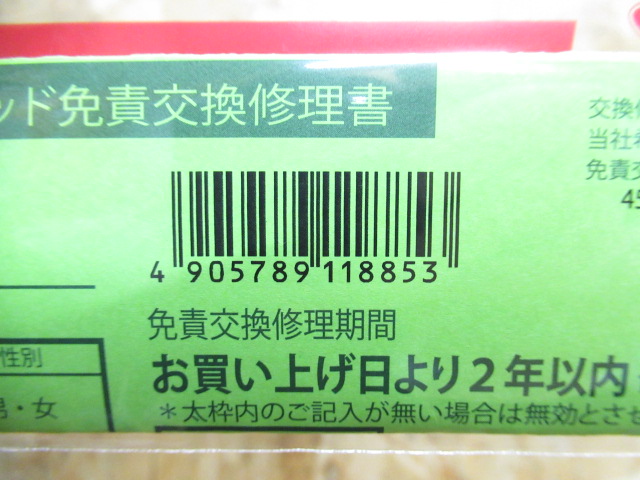 ッド免責交換修理書
交換
当社
免責
45
4 905789 118853
免責交換修理期間
性別
お買い上げ日より2年以内
男・女
*太枠内のご記入が無い場合は無効とさ